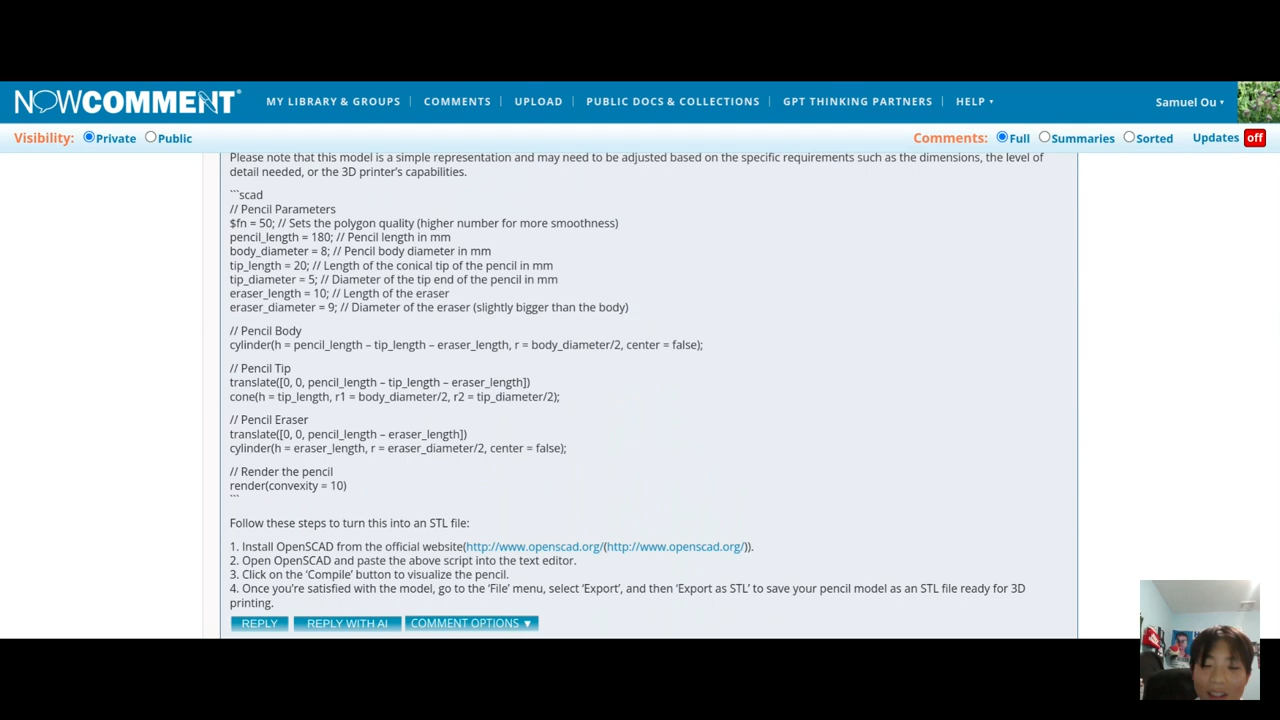 NOWCOMMENT®
MY LIBRARY & GROUPS | COMMENTS | UPLOAD | PUBLIC DOCS & COLLECTIONS | GPT THINKING PARTNERS | HELP ▾
Samuel Ou ▾
Visibility: Private Public
Comments: Full Summaries Sorted Updates off
Please note that this model is a simple representation and may need to be adjusted based on the specific requirements such as the dimensions, the level of
detail needed, or the 3D printer's capabilities.
```scad
// Pencil Parameters
$fn = 50; // Sets the polygon quality (higher number for more smoothness)
pencil_length = 180; // Pencil length in mm
body_diameter = 8; // Pencil body diameter in mm
tip_length = 20; // Length of the conical tip of the pencil in mm
tip_diameter = 5; // Diameter of the tip end of the pencil in mm
eraser_length = 10; // Length of the eraser
eraser_diameter = 9; // Diameter of the eraser (slightly bigger than the body)
// Pencil Body
cylinder(h = pencil_length – tip_length – eraser_length, r = body_diameter/2, center = false);
// Pencil Tip
translate([0, 0, pencil_length – tip_length – eraser_length])
cone(h = tip_length, r1 = body_diameter/2, r2 = tip_diameter/2);
// Pencil Eraser
translate([0, 0, pencil_length – eraser_length])
cylinder(h = eraser_length, r = eraser_diameter/2, center = false);
// Render the pencil
render(convexity = 10)
```
Follow these steps to turn this into an STL file:
1. Install OpenSCAD from the official website(http://www.openscad.org/(http://www.openscad.org/)).
2. Open OpenSCAD and paste the above script into the text editor.
3. Click on the ‘Compile’ button to visualize the pencil.
4. Once you’re satisfied with the model, go to the ‘File’ menu, select ‘Export’, and then ‘Export as STL’ to save your pencil model as an STL file ready for 3D
printing.
REPLY REPLY WITH AI COMMENT OPTIONS ▼